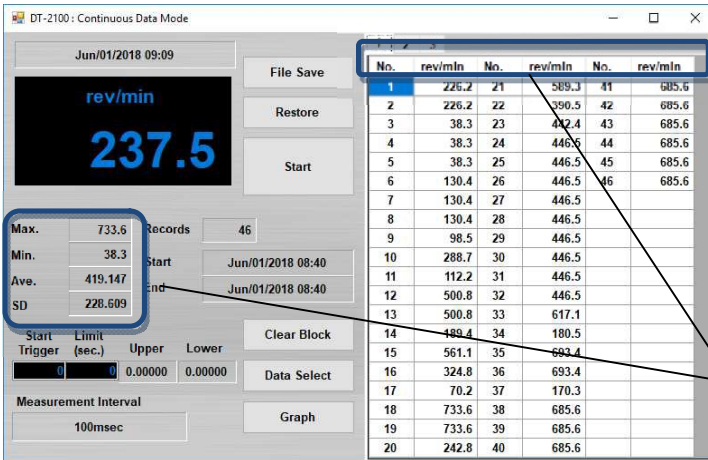 DT-2100 : Continuous Data Mode
Jun/01/2018 09:09
rev/min
237.5
File Save
Restore
Start
Max. 733.6
Min. 38.3
Ave. 419.147
SD 228.609
Records 46
Start Jun/01/2018 08:40
End Jun/01/2018 08:40
Start Trigger Limit (sec.) Upper Lower
0 0 0.00000 0.00000
Measurement Interval
100msec
Clear Block
Data Select
Graph
1 2 3
No. rev/min No. rev/min No. rev/min
1 226.2 21 589.3 41 685.6
2 226.2 22 390.5 42 685.6
3 38.3 23 442.4 43 685.6
4 38.3 24 446.5 44 685.6
5 38.3 25 446.5 45 685.6
6 130.4 26 446.5 46 685.6
7 130.4 27 446.5
8 130.4 28 446.5
9 98.5 29 446.5
10 288.7 30 446.5
11 112.2 31 446.5
12 500.8 32 446.5
13 500.8 33 617.1
14 189.4 34 180.5
15 561.1 35 693.4
16 324.8 36 693.4
17 70.2 37 170.3
18 733.6 38 685.6
19 733.6 39 685.6
20 242.8 40 685.6